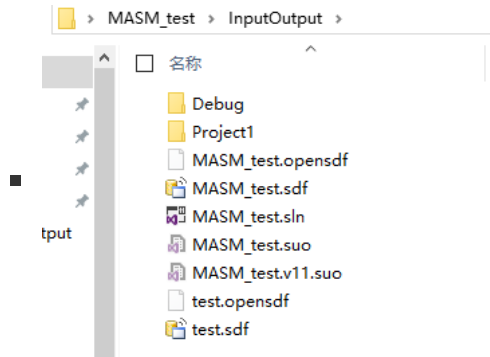 MASM_test > InputOutput >
名称
Debug
Project1
MASM_test.opensdf
MASM_test.sdf
MASM_test.sln
MASM_test.suo
MASM_test.v11.suo
tput
test.opensdf
test.sdf